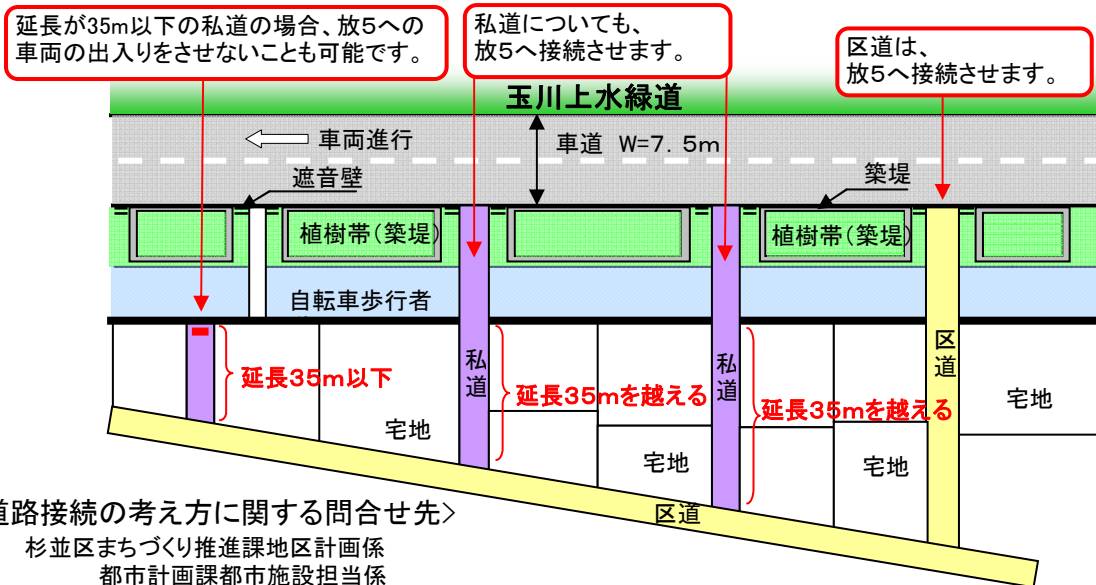 延長が35m以下の私道の場合、放5への
車両の出入りをさせないことも可能です。
私道についても、
放5へ接続させます。
区道は、
放5へ接続させます。
玉川上水緑道
車両進行
車道 W=7.5m
遮音壁
築堤
植樹帯(築堤)
植樹帯(築堤)
自転車歩行者
私道
私道
区道
延長35m以下
延長35mを越える
延長35mを越える
宅地
宅地
宅地
宅地
区道
道路接続の考え方に関する問合せ先>
杉並区まちづくり推進課地区計画係
都市計画課都市施設担当係